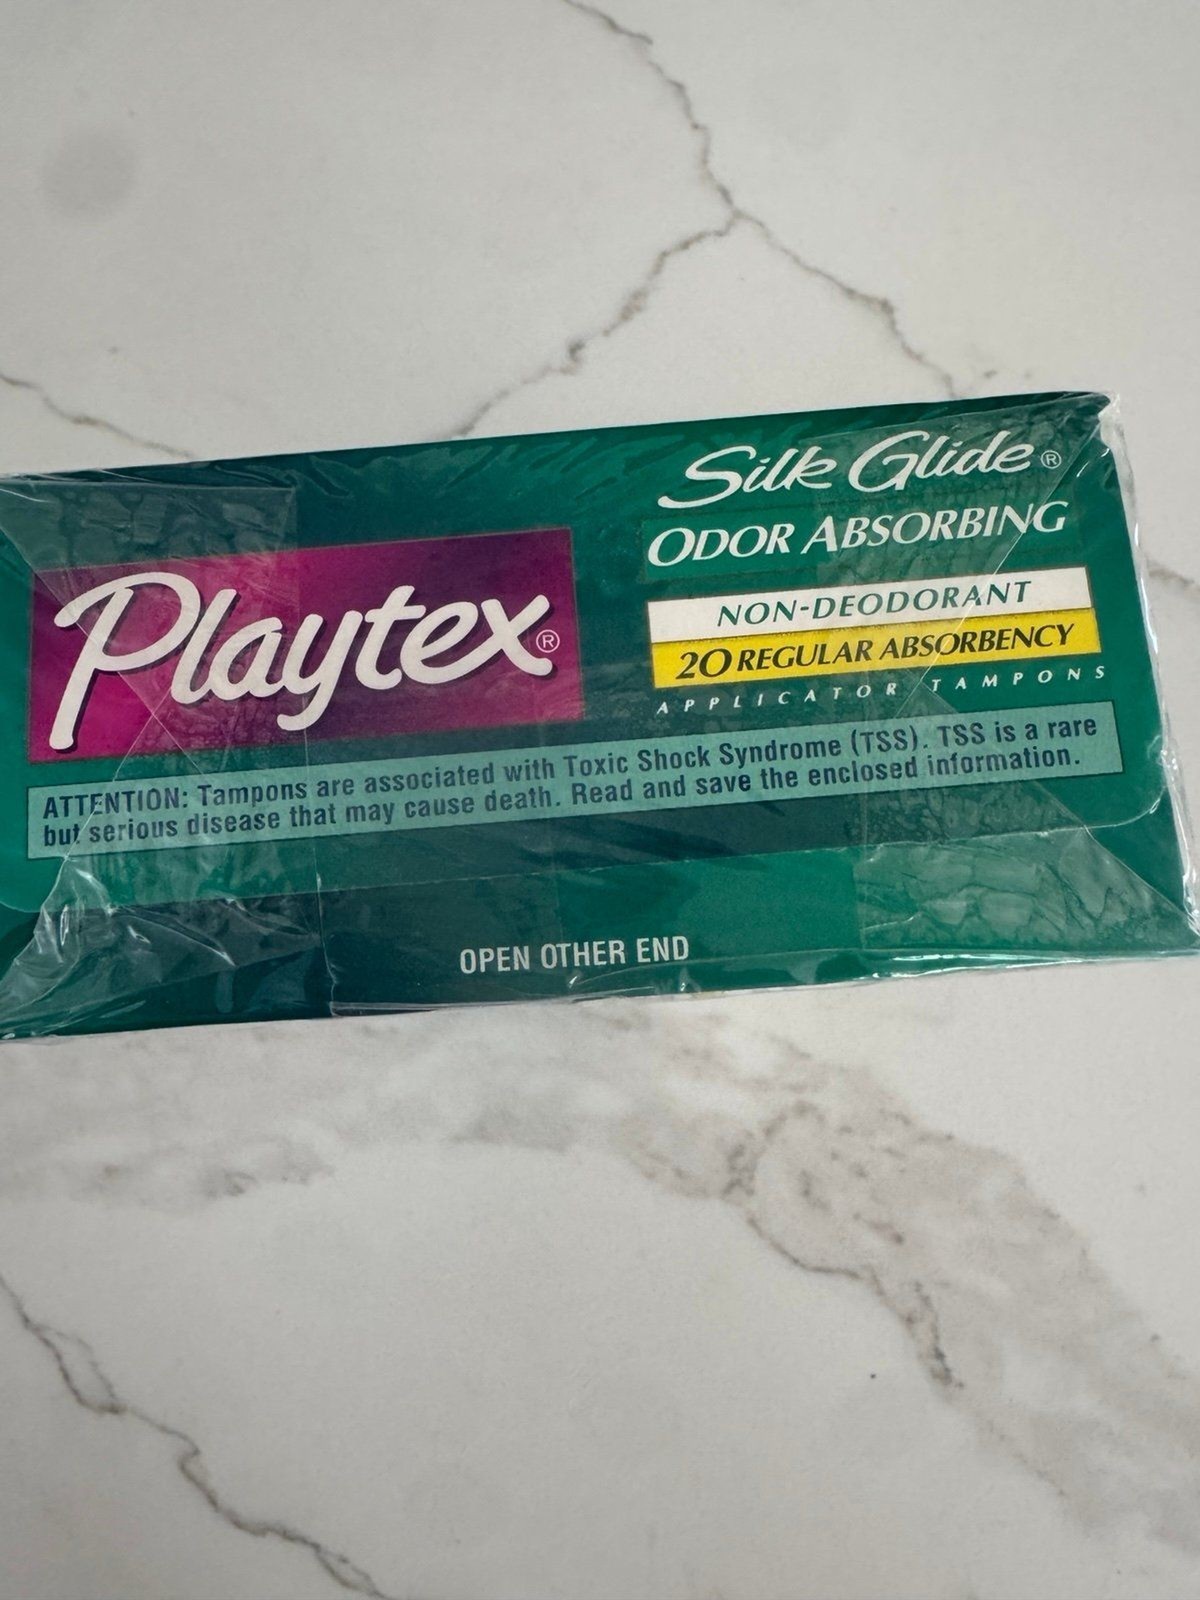 Playtex®
Silk Glide®
ODOR ABSORBING
NON-DEODORANT
20 REGULAR ABSORBENCY
APPLICATOR TAMPONS
ATTENTION: Tampons are associated with Toxic Shock Syndrome (TSS). TSS is a rare
but serious disease that may cause death. Read and save the enclosed information.
OPEN OTHER END